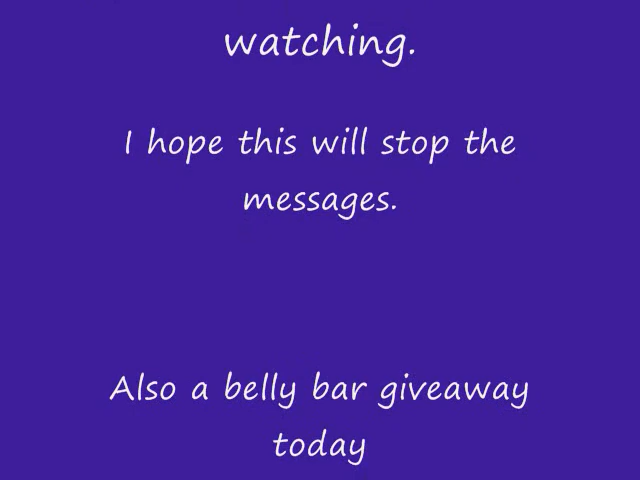 watching.
I hope this will stop the
messages.
Also a belly bar giveaway
today